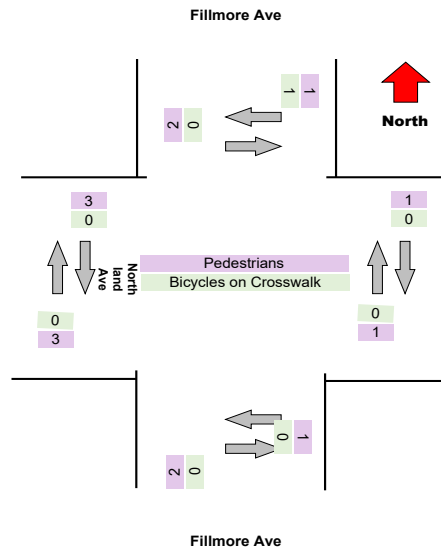 Fillmore Ave
1 1
2 0
North
3
0
1
0
North
land
Ave
Pedestrians
Bicycles on Crosswalk
0
3
0
1
0 1
2 0
Fillmore Ave